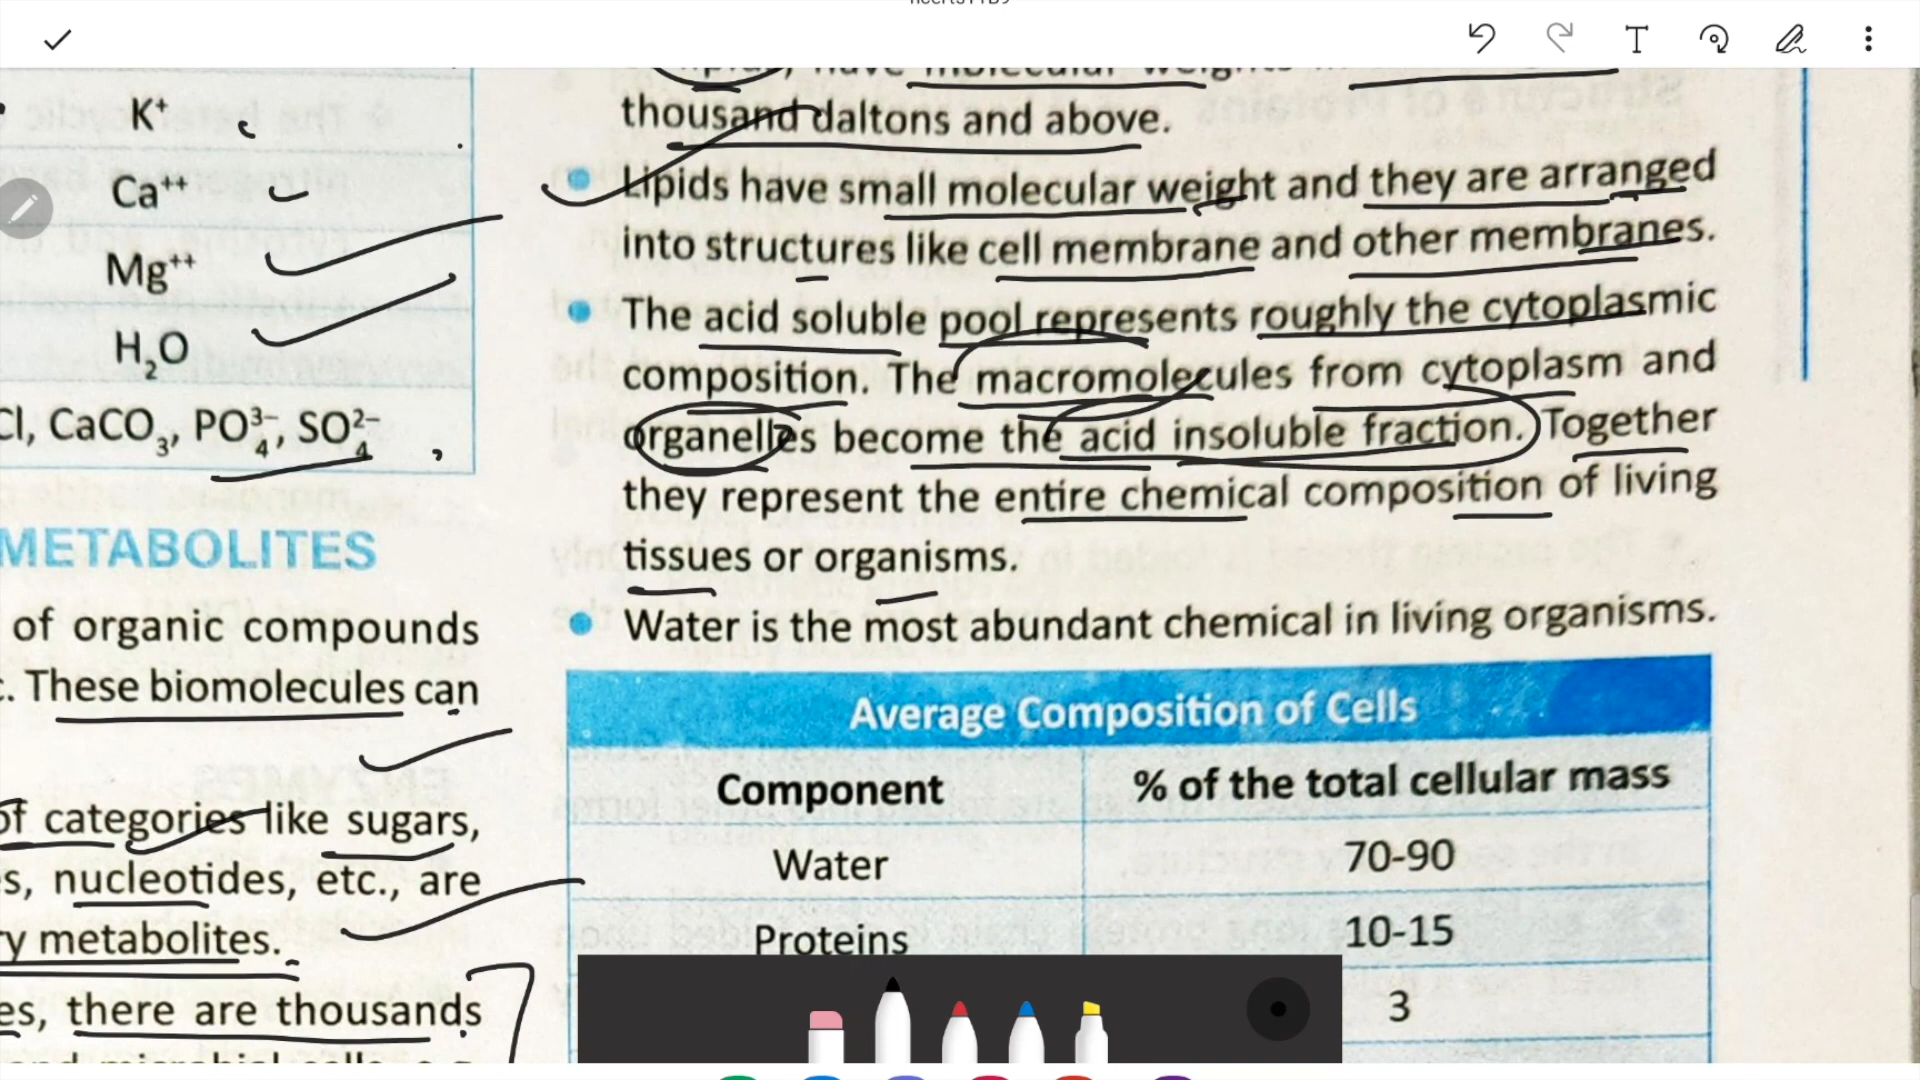 K⁺
Ca⁺⁺
Mg⁺⁺
H₂O
Cl, CaCO₃, PO₄³⁻, SO₄²⁻
METABOLITES
of organic compounds
These biomolecules can
of categories like sugars,
nucleotides, etc., are
metabolites.
there are thousands
lipids, have molecular weights
thousand daltons and above.
• Lipids have small molecular weight and they are arranged
into structures like cell membrane and other membranes.
• The acid soluble pool represents roughly the cytoplasmic
composition. The macromolecules from cytoplasm and
organelles become the acid insoluble fraction. Together
they represent the entire chemical composition of living
tissues or organisms.
• Water is the most abundant chemical in living organisms.
Average Composition of Cells
Component % of the total cellular mass
Water 70-90
Proteins 10-15
3